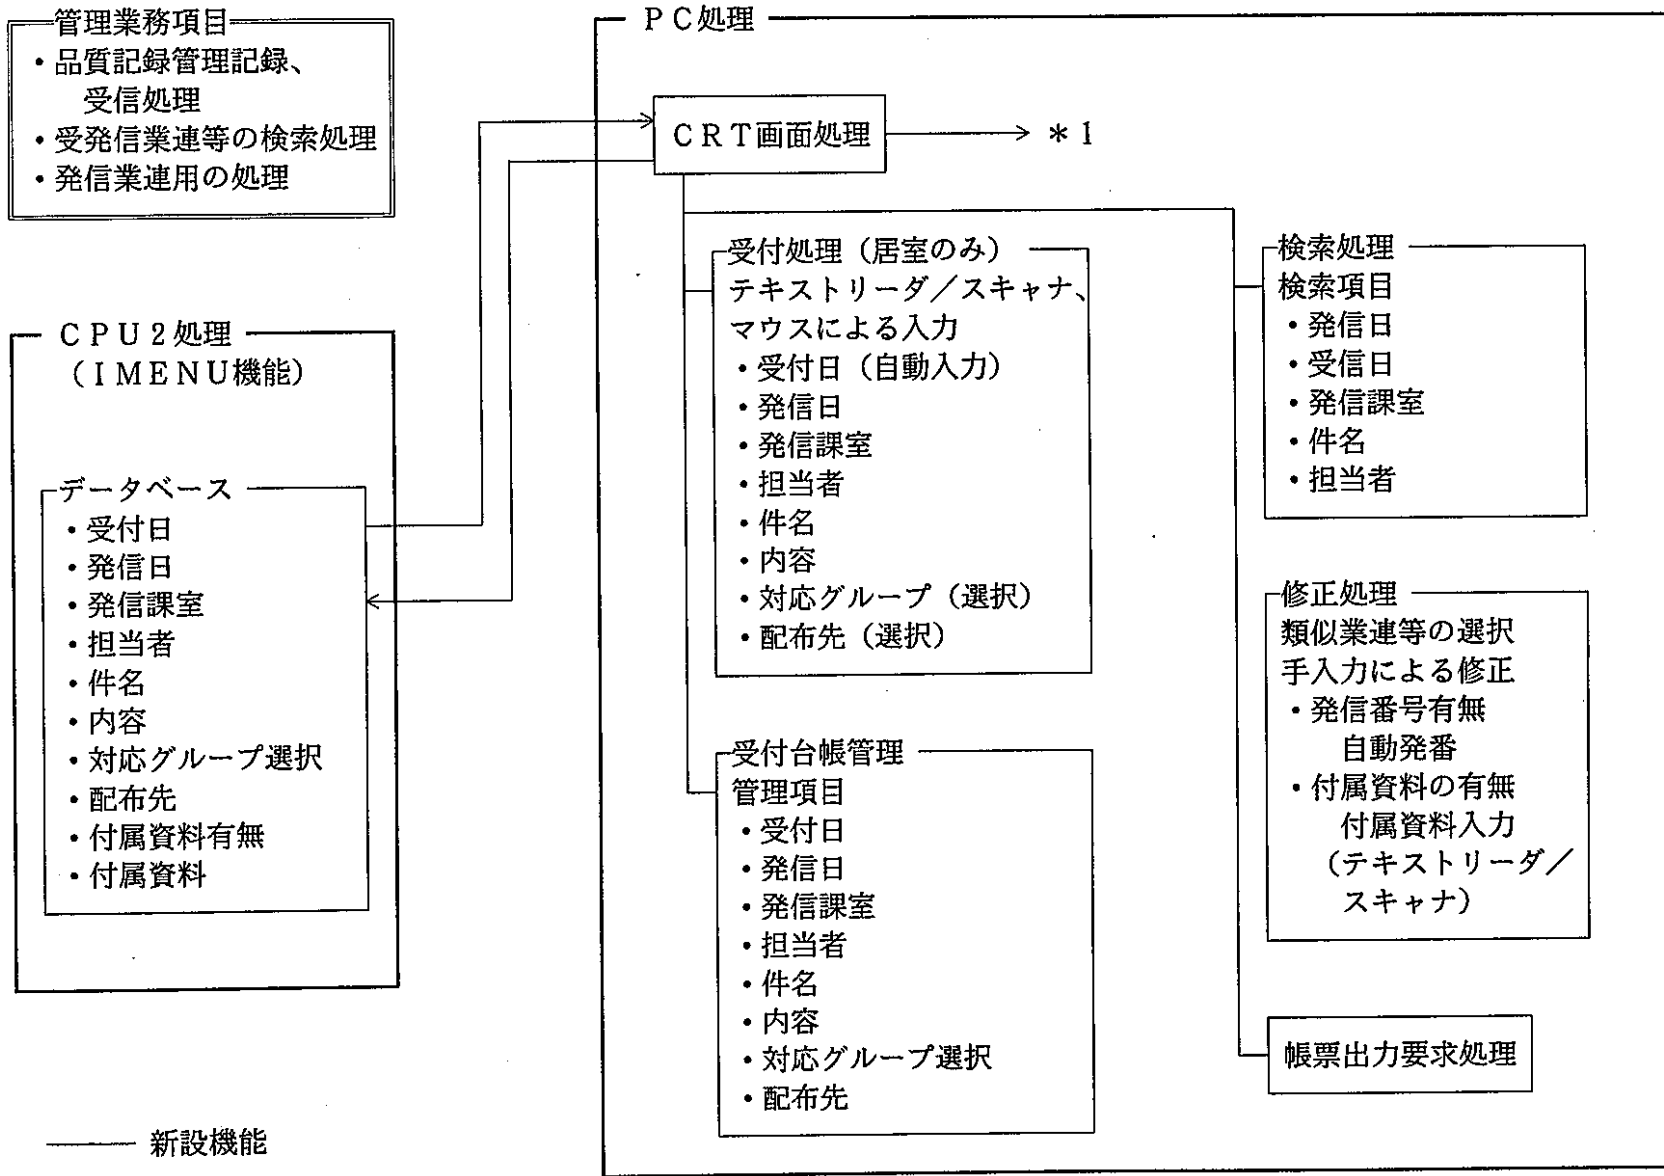 管理業務項目
・品質記録管理記録、
受信処理
・受発信業連等の検索処理
・発信業連用の処理
CPU2処理
(IMENU機能)
データベース
・受付日
・発信日
・発信課室
・担当者
・件名
・内容
・対応グループ選択
・配布先
・付属資料有無
・付属資料
―― 新設機能
PC処理
CRT画面処理
*1
受付処理(居室のみ)
テキストリーダ/スキャナ、
マウスによる入力
・受付日(自動入力)
・発信日
・発信課室
・担当者
・件名
・内容
・対応グループ(選択)
・配布先(選択)
受付台帳管理
管理項目
・受付日
・発信日
・発信課室
・担当者
・件名
・内容
・対応グループ選択
・配布先
検索処理
検索項目
・発信日
・受信日
・発信課室
・件名
・担当者
修正処理
類似業連等の選択
手入力による修正
・発信番号有無
自動発番
・付属資料の有無
付属資料入力
(テキストリーダ/
スキャナ)
帳票出力要求処理